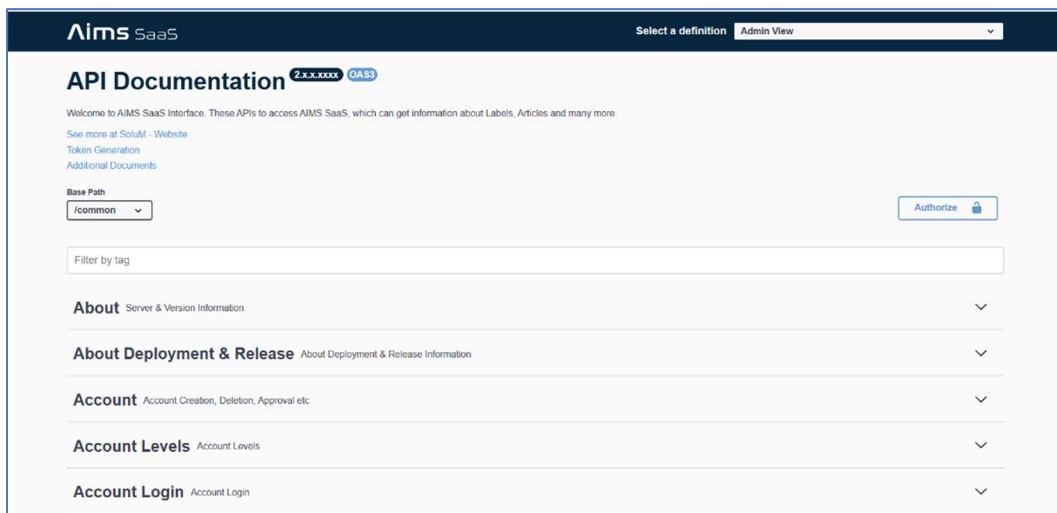 Aims SaaS
Select a definition Admin View
API Documentation 2.x.x.xxxx OAS3
Welcome to AIMS SaaS Interface. These APIs to access AIMS SaaS, which can get information about Labels, Articles and many more.
See more at SoluM - Website
Token Generation
Additional Documents
Base Path
/common
Authorize
Filter by tag
About Server & Version Information
About Deployment & Release About Deployment & Release Information
Account Account Creation, Deletion, Approval etc
Account Levels Account Levels
Account Login Account Login